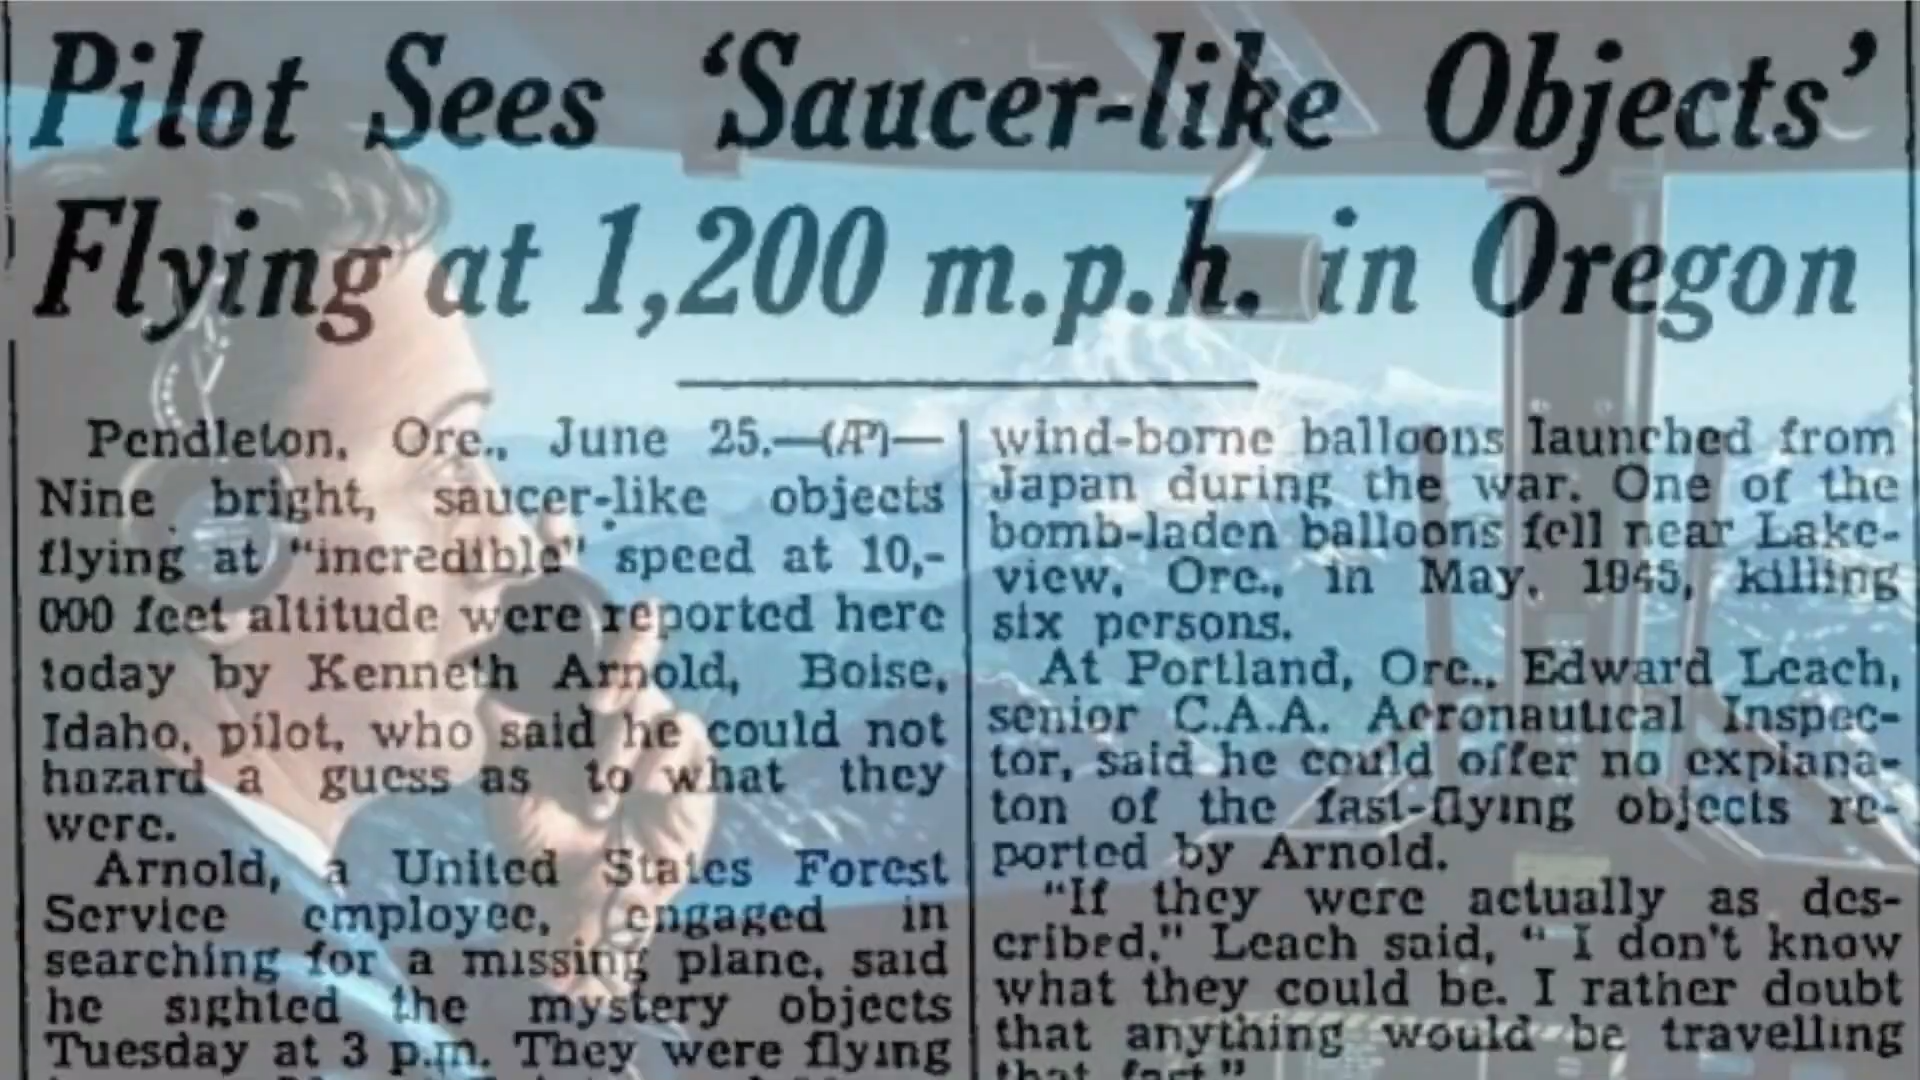 Pilot Sees ‘Saucer-like Objects’
Flying at 1,200 m.p.h. in Oregon
Pendleton, Ore., June 25.—(AP)—
Nine bright, saucer-like objects
flying at “incredible” speed at 10,-
000 feet altitude were reported here
today by Kenneth Arnold, Boise,
Idaho, pilot, who said he could not
hazard a guess as to what they
were.
Arnold, a United States Forest
Service employee, engaged in
searching for a missing plane, said
he sighted the mystery objects
Tuesday at 3 p.m. They were flying
wind-borne balloons launched from
Japan during the war. One of the
bomb-laden balloons fell near Lake-
view, Ore., in May, 1945, killing
six persons.
At Portland, Ore., Edward Leach,
senior C.A.A. Aeronautical Inspec-
tor, said he could offer no explana-
ton of the fast-flying objects re-
ported by Arnold.
“If they were actually as des-
cribed,” Leach said, “ I don't know
what they could be. I rather doubt
that anything would be travelling
that fast”